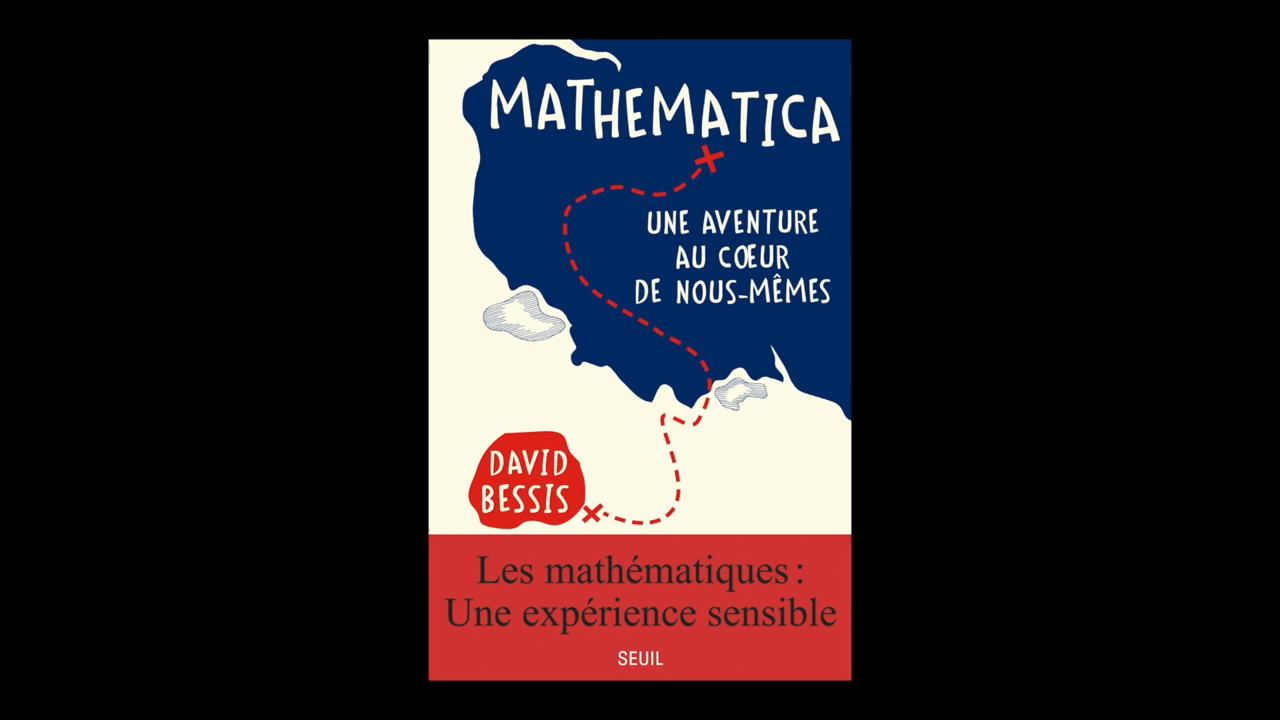 MATHEMATICA
UNE AVENTURE
AU CŒUR
DE NOUS-MÊMES
DAVID
BESSIS
Les mathématiques :
Une expérience sensible
SEUIL